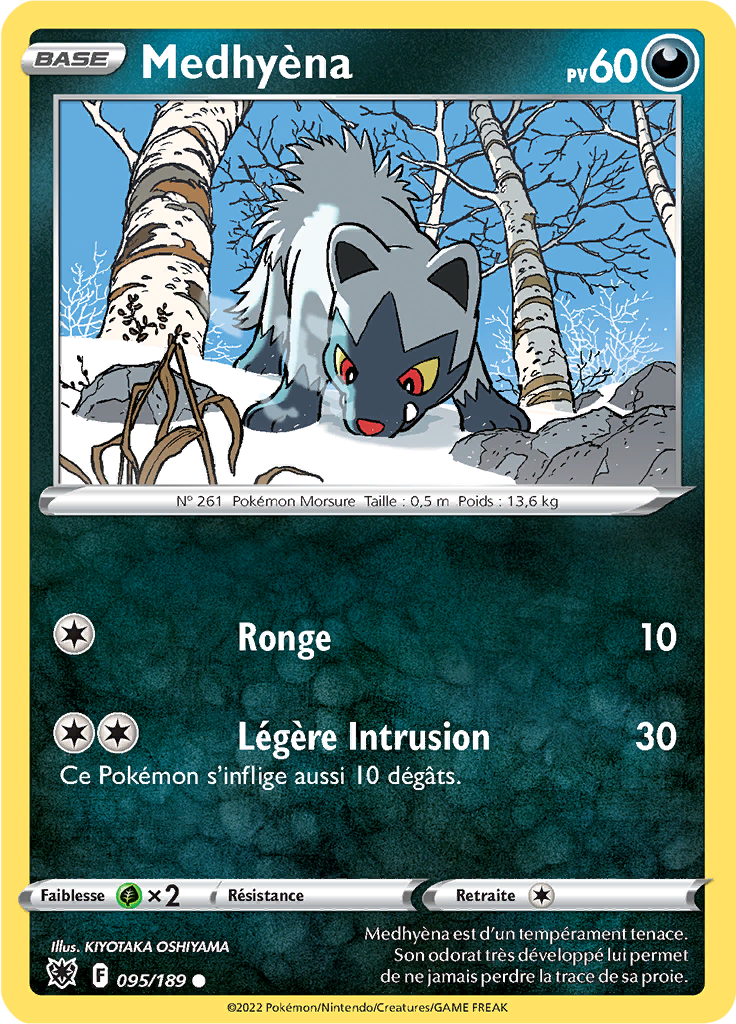 BASE Medhyèna PV60
N° 261 Pokémon Morsure Taille : 0,5 m Poids : 13,6 kg
Ronge 10
Légère Intrusion 30
Ce Pokémon s'inflige aussi 10 dégâts.
Faiblesse ×2 Résistance Retraite
Illus. KIYOTAKA OSHIYAMA
Medhyèna est d'un tempérament tenace.
Son odorat très développé lui permet
de ne jamais perdre la trace de sa proie.
F 095/189
©2022 Pokémon/Nintendo/Creatures/GAME FREAK